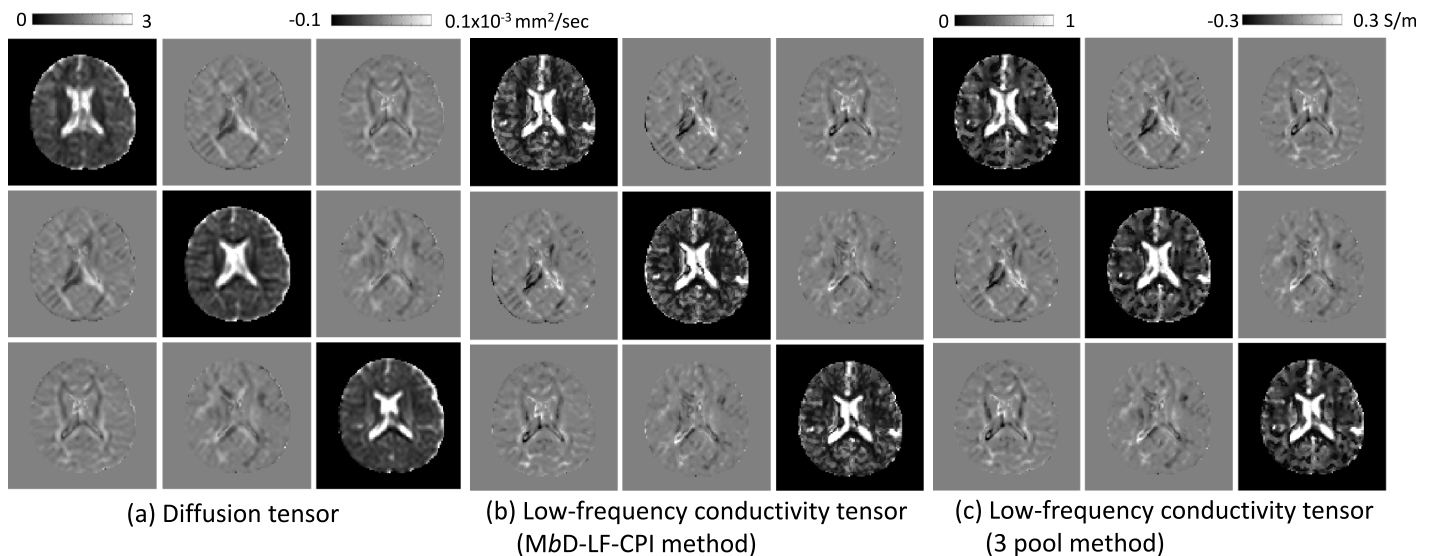 0 3 -0.1 0.1x10⁻³ mm²/sec 0 1 -0.3 0.3 S/m
(a) Diffusion tensor
(b) Low-frequency conductivity tensor
(MbD-LF-CPI method)
(c) Low-frequency conductivity tensor
(3 pool method)